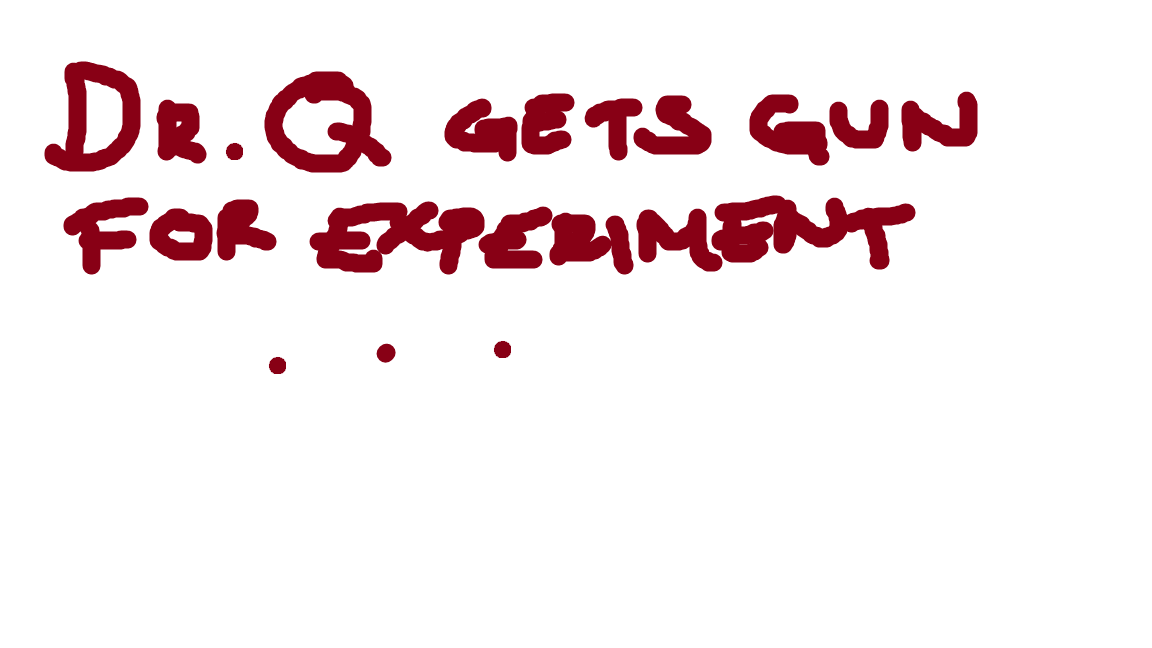 DR. Q GETS GUN
FOR EXPERIMENT
. . .